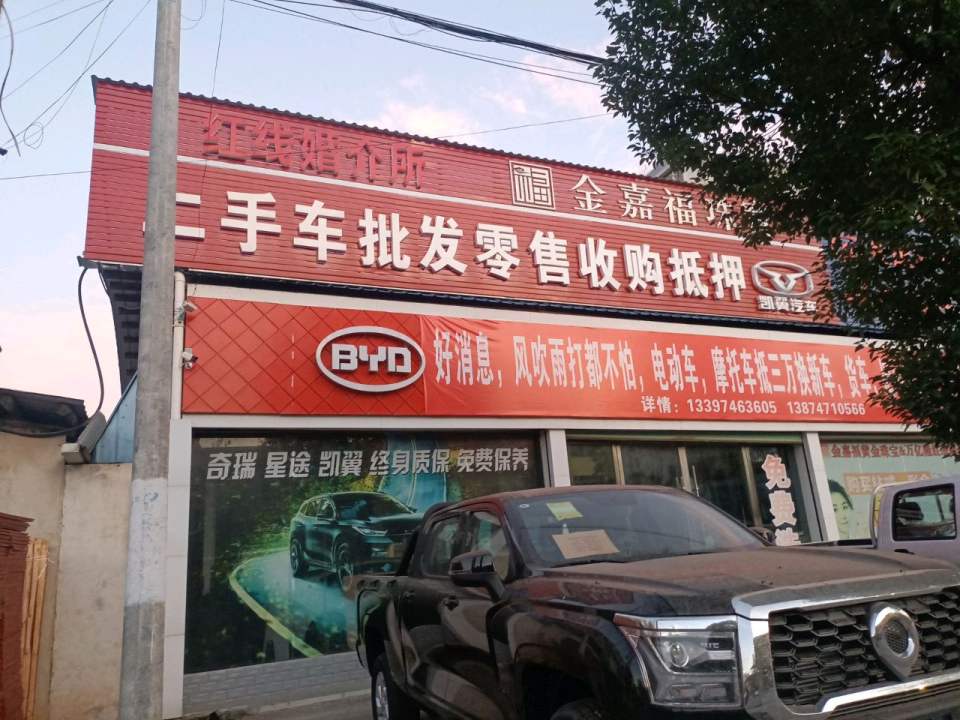 红线婚介所
金嘉福珠
二手车批发零售收购抵押
凯翼汽车
BYD
好消息，风吹雨打都不怕，电动车，摩托车抵三万换新车，货车
详情：13397463605 13874710566
奇瑞 星途 凯翼 终身质保 免费保养
免费